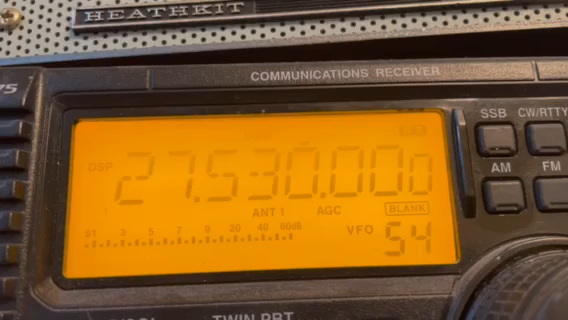 HEATHKIT
COMMUNICATIONS RECEIVER
75
SSB CW/RTTY
DSP
27.530.000
AM FM
ANT 1 AGC BLANK
S1 3 5 7 9 20 40 60dB
VFO 54
TWIN PBT